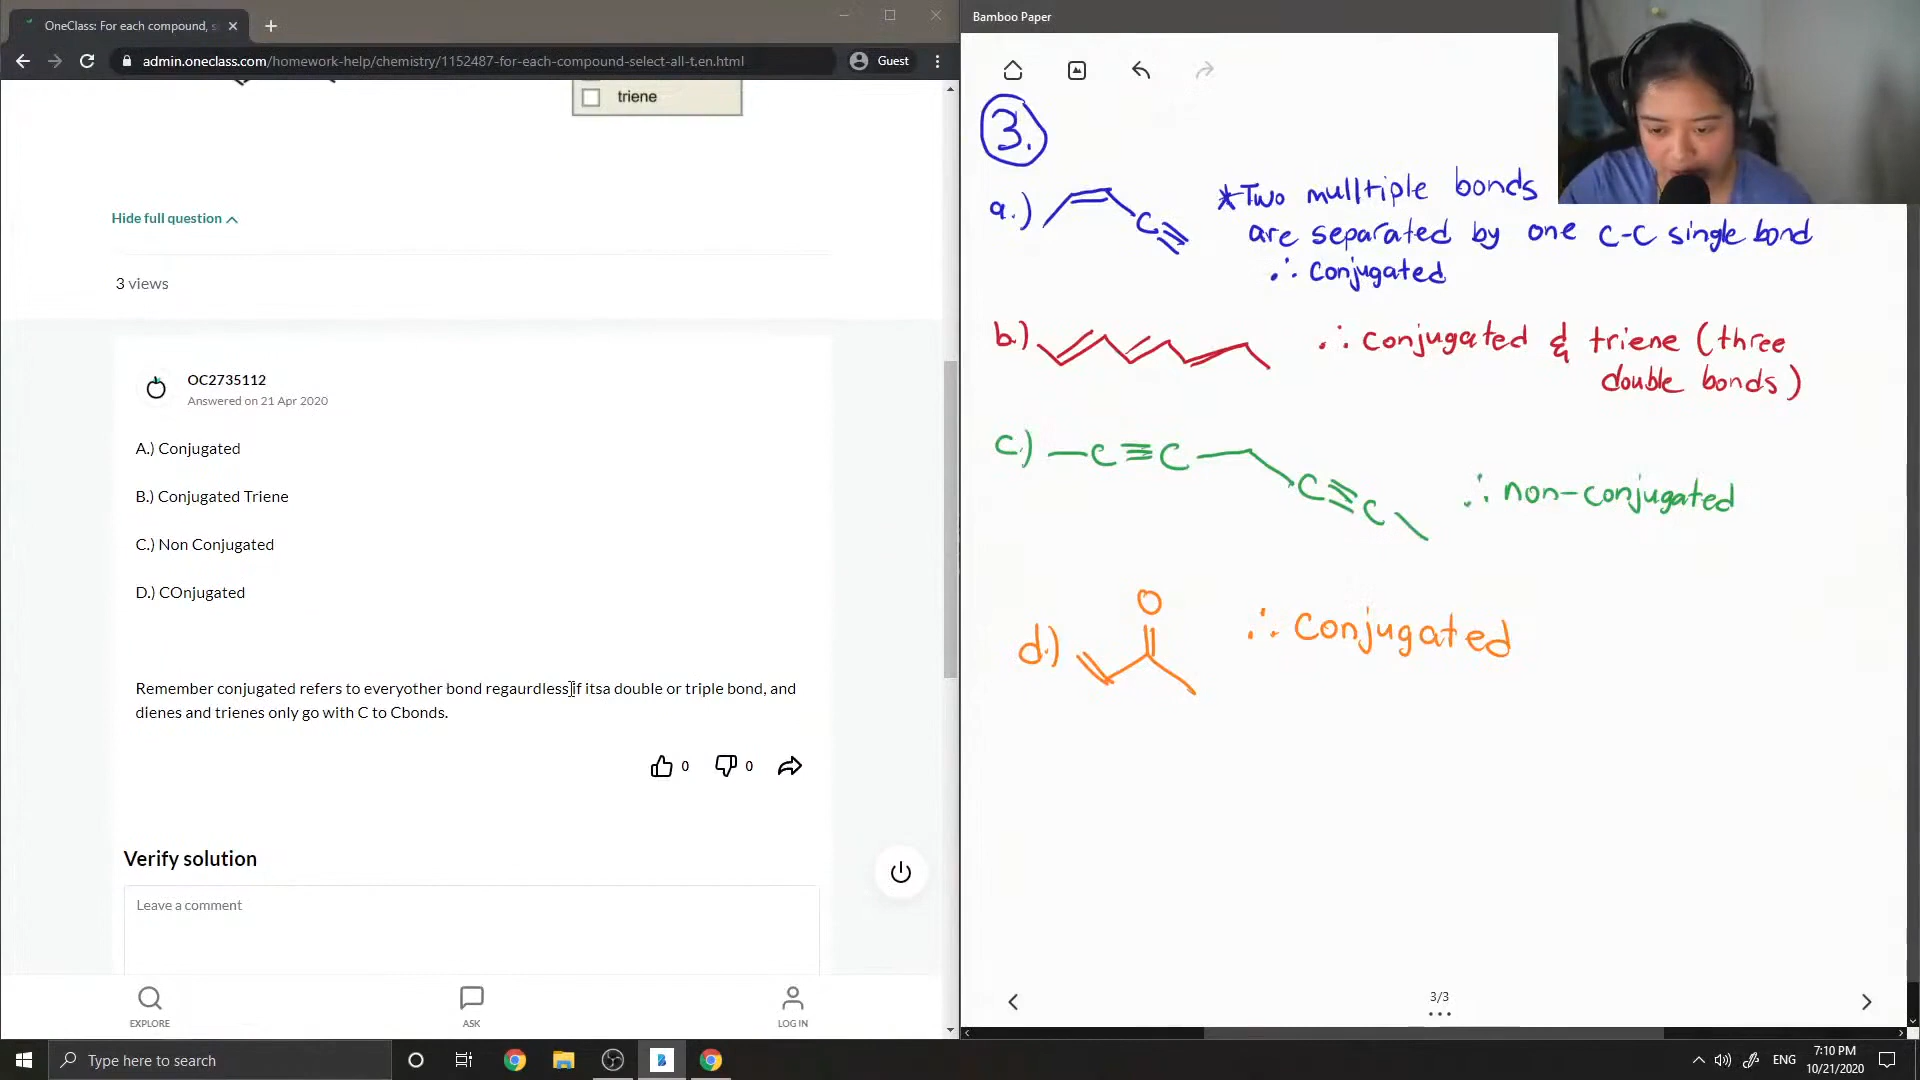 OneClass: For each compound, s
admin.oneclass.com/homework-help/chemistry/1152487-for-each-compound-select-all-t.en.html
Guest
triene
Hide full question
3 views
OC2735112
Answered on 21 Apr 2020
A.) Conjugated
B.) Conjugated Triene
C.) Non Conjugated
D.) COnjugated
Remember conjugated refers to everyother bond regaurdless if itsa double or triple bond, and
dienes and trienes only go with C to Cbonds.
0
0
Verify solution
Leave a comment
EXPLORE
ASK
LOG IN
Bamboo Paper
3.
a.)
C
*Two mulltiple bonds
are separated by one C-C single bond
∴ Conjugated
b.)
∴ conjugated & triene (three
double bonds)
c.)
C≡C
C≡C
∴ non-conjugated
d.)
O
∴ Conjugated
3/3
Type here to search
ENG
7:10 PM
10/21/2020